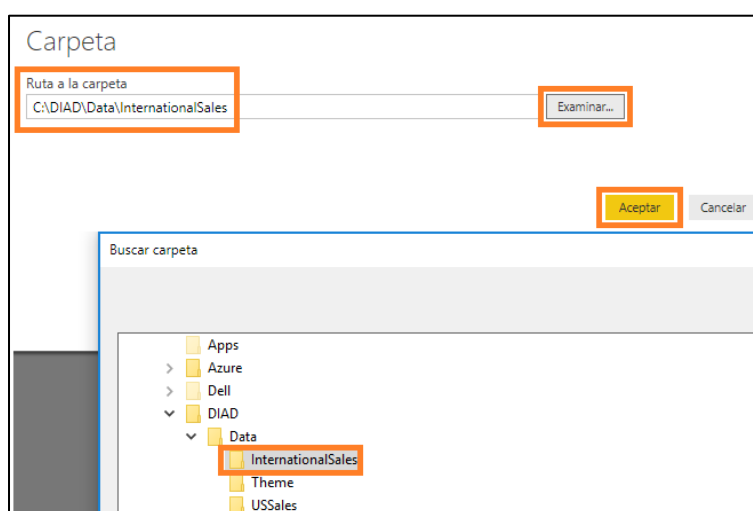 Carpeta
Ruta a la carpeta
C:\DIAD\Data\InternationalSales
Examinar...
Aceptar
Cancelar
Buscar carpeta
Apps
Azure
Dell
DIAD
Data
InternationalSales
Theme
USSales